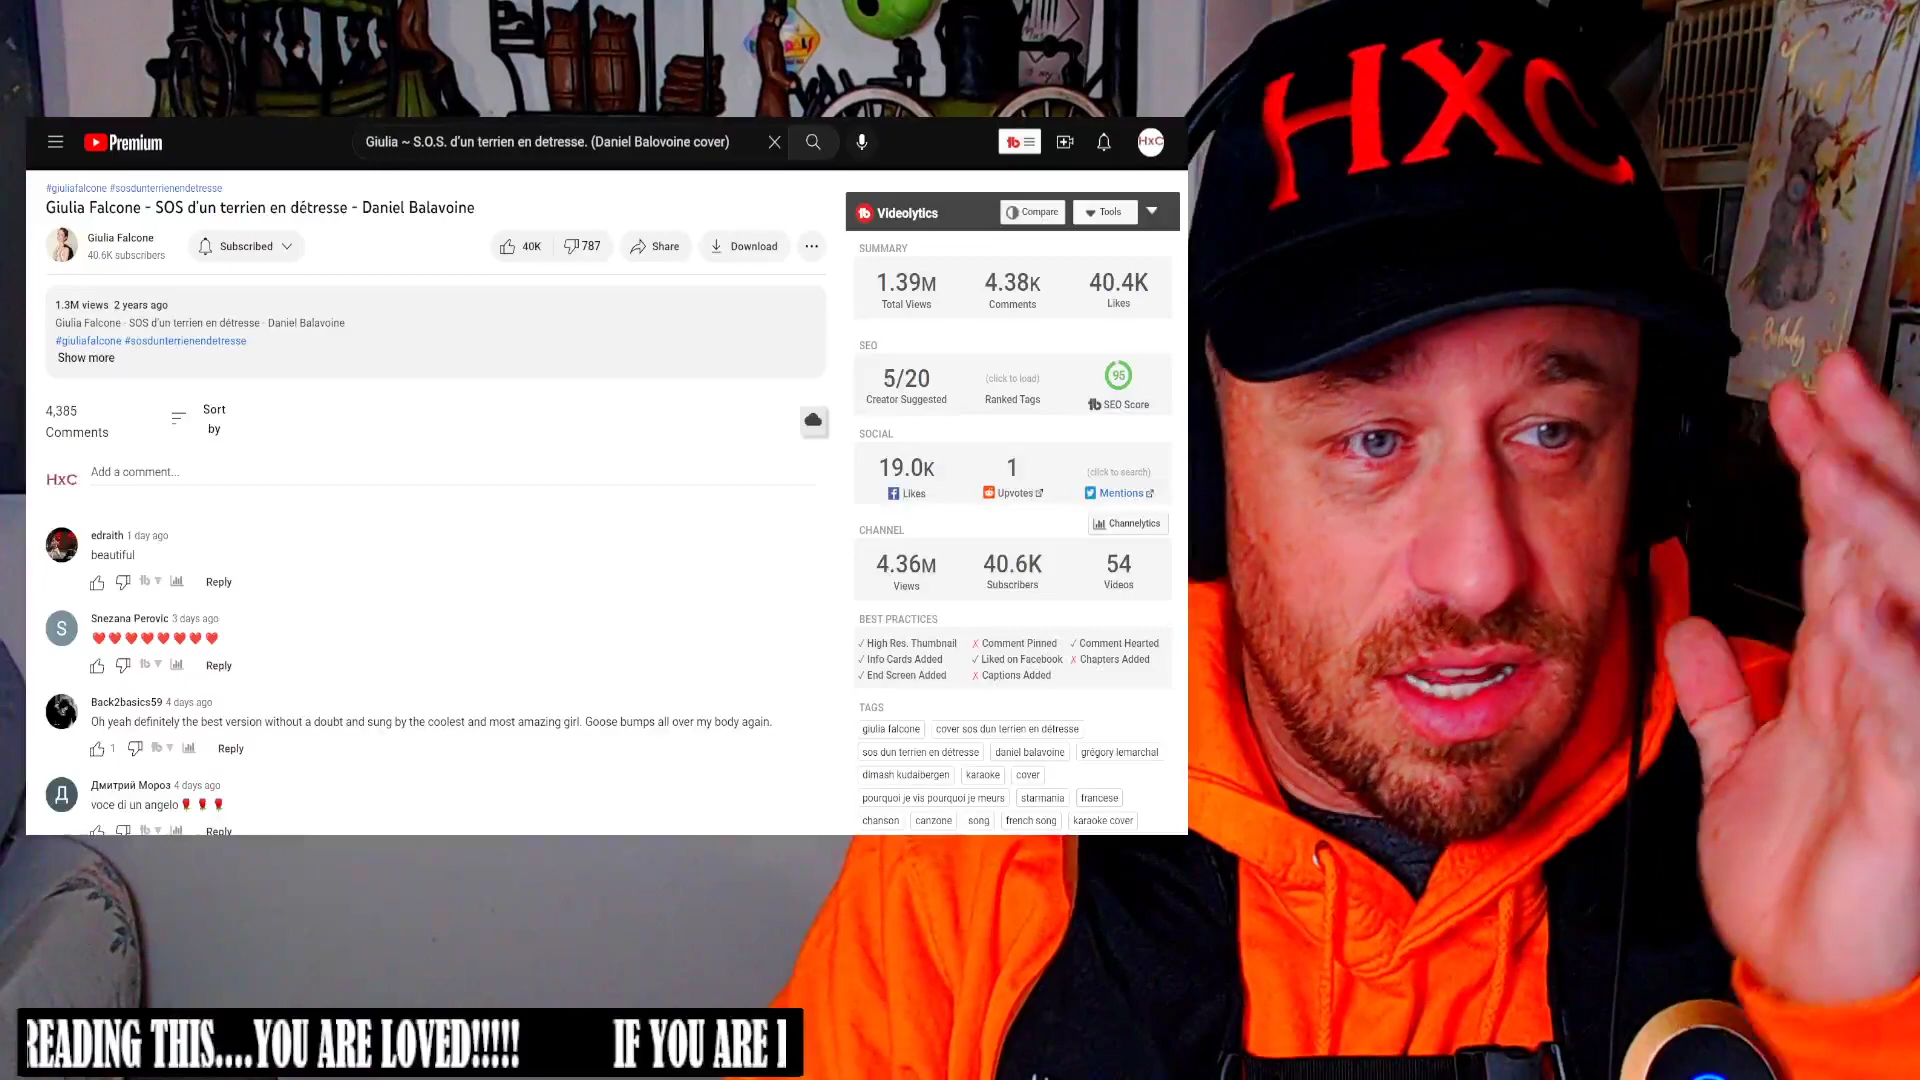 HXC
Premium
Giulia ~ S.O.S. d'un terrien en detresse. (Daniel Balovoine cover)
HxC
#giuliafalcone #sosdunterrienendetresse
Giulia Falcone - SOS d'un terrien en détresse - Daniel Balavoine
Giulia Falcone
40.6K subscribers
Subscribed
40K
787
Share
Download
1.3M views 2 years ago
Giulia Falcone - SOS d'un terrien en détresse - Daniel Balavoine
#giuliafalcone #sosdunterrienendetresse
Show more
4,385
Comments
Sort
by
HxC
Add a comment...
edraith 1 day ago
beautiful
Reply
S
Snezana Perovic 3 days ago
❤️❤️❤️❤️❤️❤️❤️❤️
Reply
Back2basics59 4 days ago
Oh yeah definitely the best version without a doubt and sung by the coolest and most amazing girl. Goose bumps all over my body again.
1
Reply
Д
Дмитрий Мороз 4 days ago
voce di un angelo🌹🌹🌹
Reply
tb Videolytics
Compare
Tools
SUMMARY
1.39M 4.38K 40.4K
Total Views Comments Likes
SEO
5/20 (click to load) 95
Creator Suggested Ranked Tags tb SEO Score
SOCIAL
19.0K 1 (click to search)
Likes Upvotes Mentions
CHANNEL
Channelytics
4.36M 40.6K 54
Views Subscribers Videos
BEST PRACTICES
✓ High Res. Thumbnail ✗ Comment Pinned ✓ Comment Hearted
✓ Info Cards Added ✓ Liked on Facebook ✗ Chapters Added
✓ End Screen Added ✗ Captions Added
TAGS
giulia falcone cover sos dun terrien en détresse
sos dun terrien en détresse daniel balavoine grégory lemarchal
dimash kudaibergen karaoke cover
pourquoi je vis pourquoi je meurs starmania francese
chanson canzone song french song karaoke cover
Birthday
READING THIS....YOU ARE LOVED!!!!! IF YOU ARE